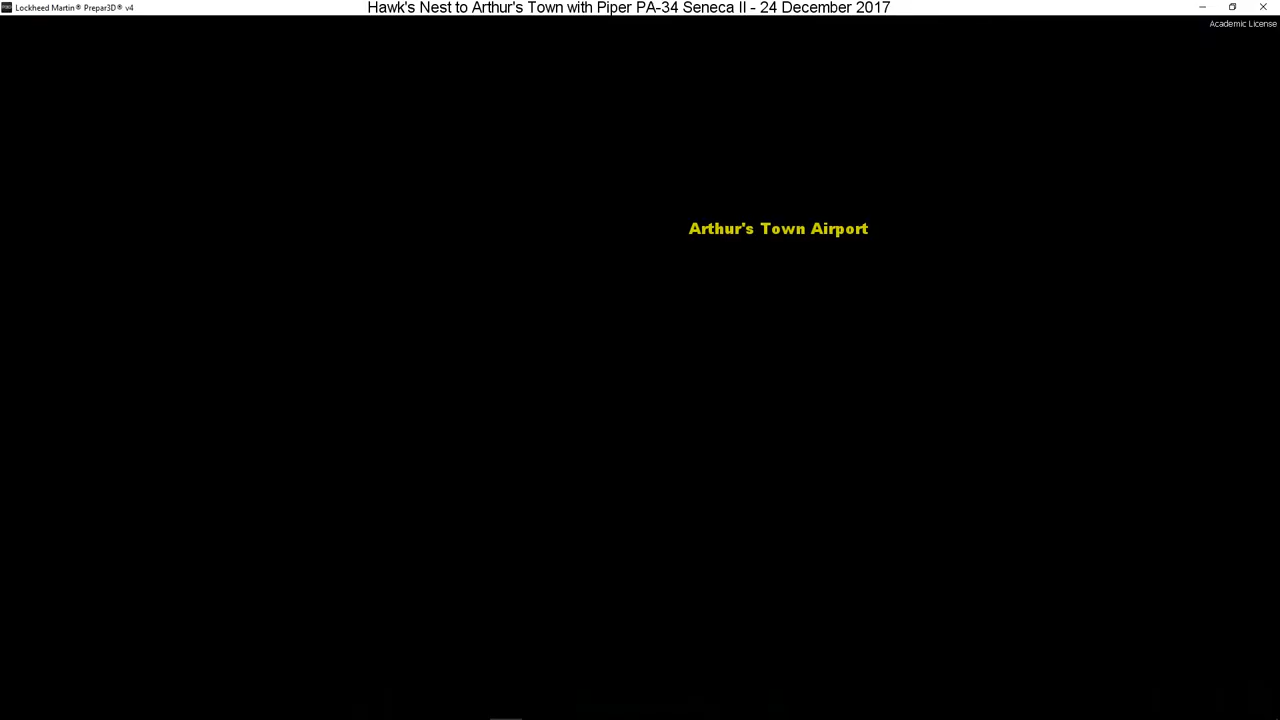 Lockheed Martin® Prepar3D® v4
Hawk's Nest to Arthur's Town with Piper PA-34 Seneca II - 24 December 2017
Academic License
Arthur's Town Airport